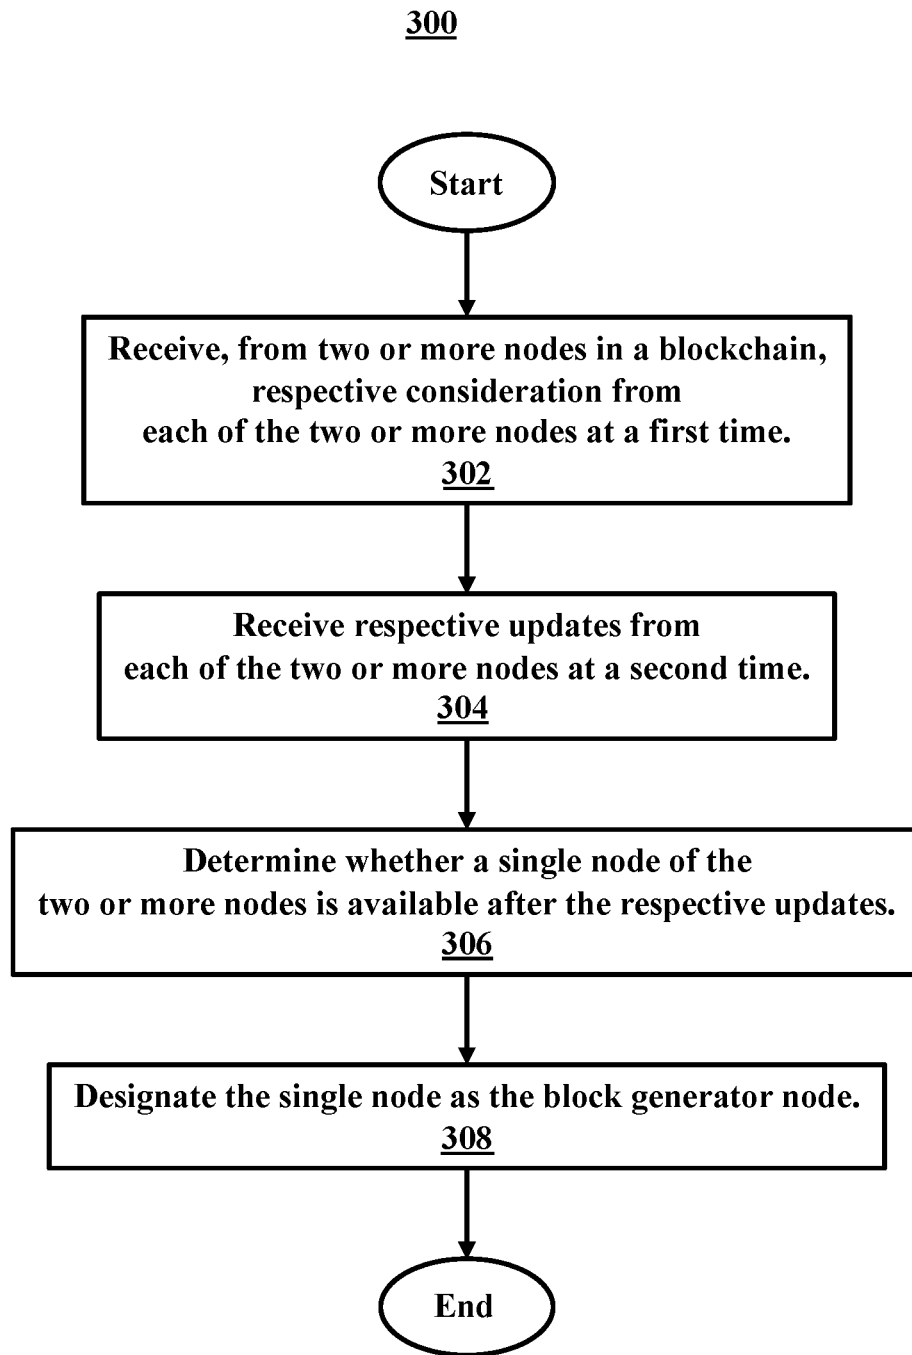 300
Start
Receive, from two or more nodes in a blockchain,
respective consideration from
each of the two or more nodes at a first time.
302
Receive respective updates from
each of the two or more nodes at a second time.
304
Determine whether a single node of the
two or more nodes is available after the respective updates.
306
Designate the single node as the block generator node.
308
End